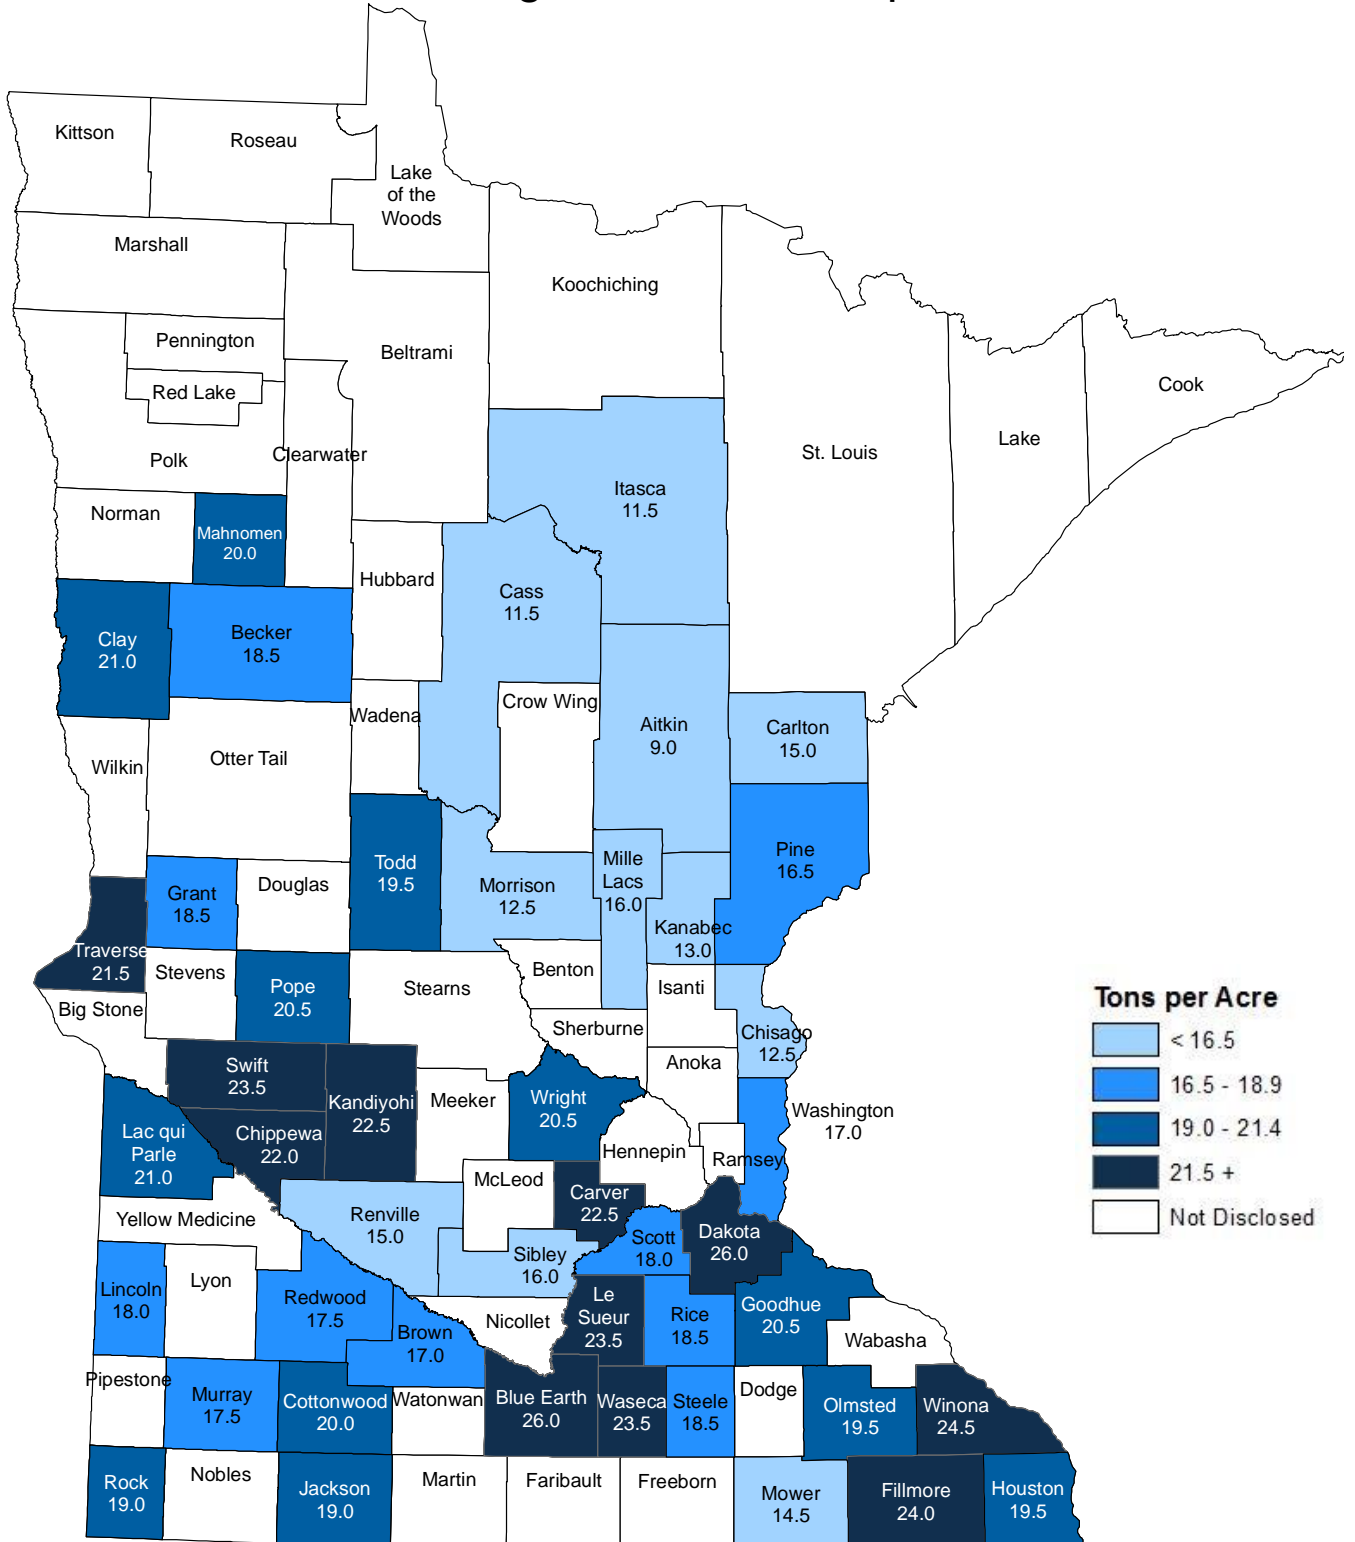 Kittson
Roseau
Lake
of the
Woods
Marshall
Koochiching
Pennington
Beltrami
Red Lake
Cook
Lake
St. Louis
Polk
Clearwater
Itasca
11.5
Norman
Mahnomen
20.0
Hubbard
Cass
11.5
Clay
21.0
Becker
18.5
Crow Wing
Wadena
Aitkin
9.0
Carlton
15.0
Otter Tail
Wilkin
Pine
16.5
Todd
19.5
Mille
Lacs
16.0
Douglas
Grant
18.5
Morrison
12.5
Kanabec
13.0
Traverse
21.5
Stevens
Benton
Pope
20.5
Stearns
Isanti
Big Stone
Sherburne
Chisago
12.5
Tons per Acre
< 16.5
16.5 - 18.9
19.0 - 21.4
21.5 +
Not Disclosed
Anoka
Swift
23.5
Kandiyohi
22.5
Meeker
Wright
20.5
Washington
17.0
Lac qui
Parle
21.0
Chippewa
22.0
Hennepin
Ramsey
McLeod
Carver
22.5
Yellow Medicine
Renville
15.0
Scott
18.0
Dakota
26.0
Sibley
16.0
Lincoln
18.0
Lyon
Redwood
17.5
Le
Sueur
23.5
Rice
18.5
Goodhue
20.5
Nicollet
Brown
17.0
Wabasha
Pipestone
Murray
17.5
Cottonwood
20.0
Watonwan
Blue Earth
26.0
Waseca
23.5
Steele
18.5
Dodge
Olmsted
19.5
Winona
24.5
Rock
19.0
Nobles
Jackson
19.0
Martin
Faribault
Freeborn
Mower
14.5
Fillmore
24.0
Houston
19.5